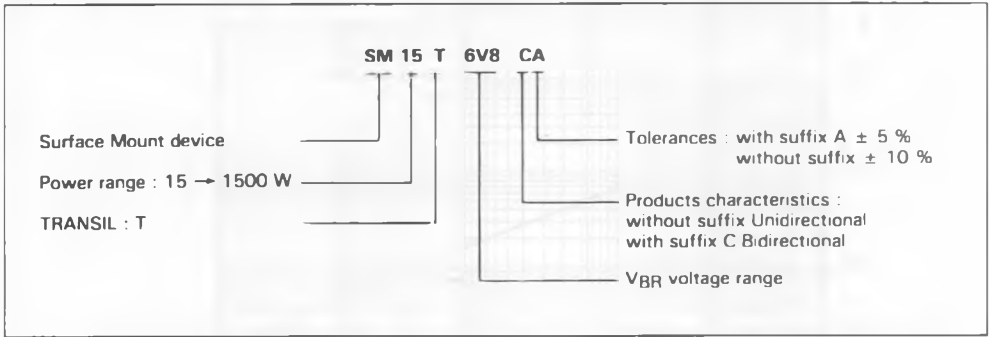 SM 15 T 6V8 CA
Surface Mount device
Power range : 15 → 1500 W
TRANSIL : T
Tolerances : with suffix A ± 5 %
without suffix ± 10 %
Products characteristics :
without suffix Unidirectional
with suffix C Bidirectional
VBR voltage range